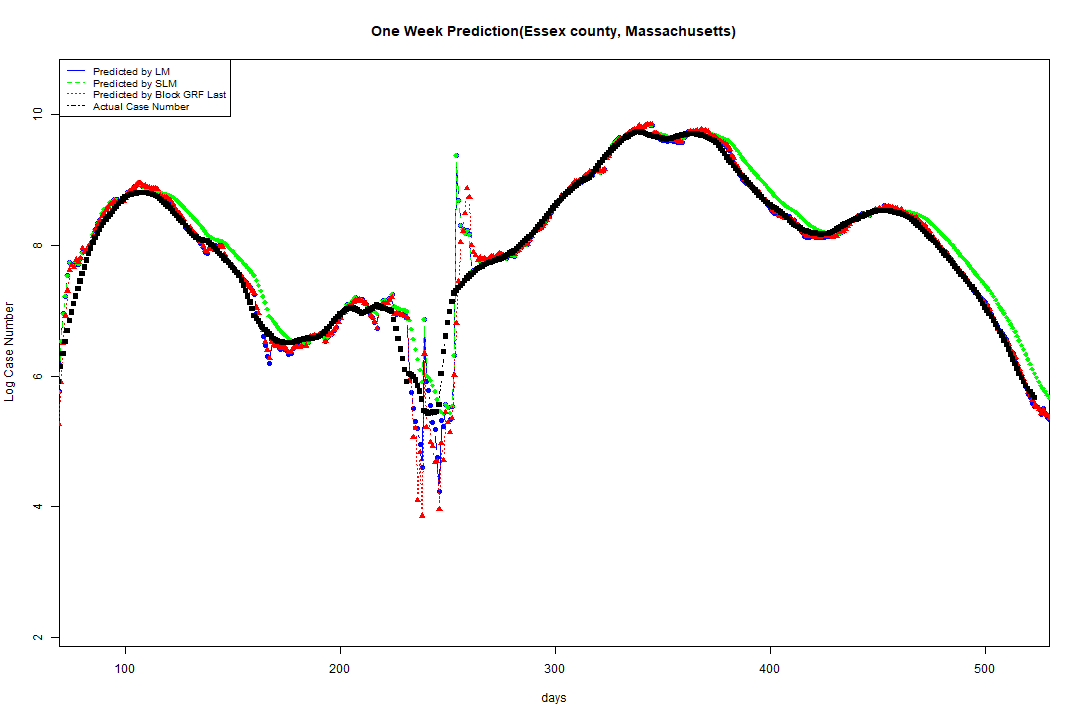 One Week Prediction(Essex county, Massachusetts)
Predicted by LM
Predicted by SLM
Predicted by Block GRF Last
Actual Case Number
Log Case Number
10
8
6
4
2
100 200 300 400 500
days